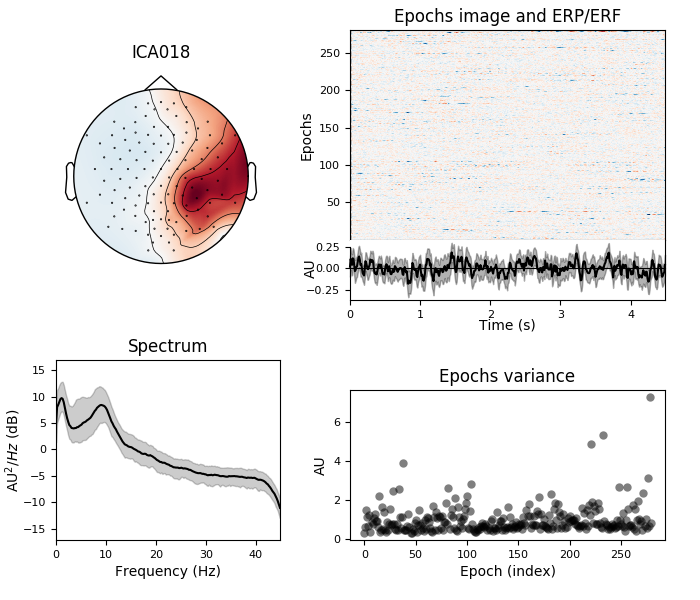 ICA018
Epochs image and ERP/ERF
Epochs
250
200
150
100
50
AU
0.25
0.00
−0.25
0 1 2 3 4
Time (s)
Spectrum
AU²/Hz (dB)
15
10
5
0
−5
−10
−15
0 10 20 30 40
Frequency (Hz)
Epochs variance
AU
6
4
2
0
0 50 100 150 200 250
Epoch (index)